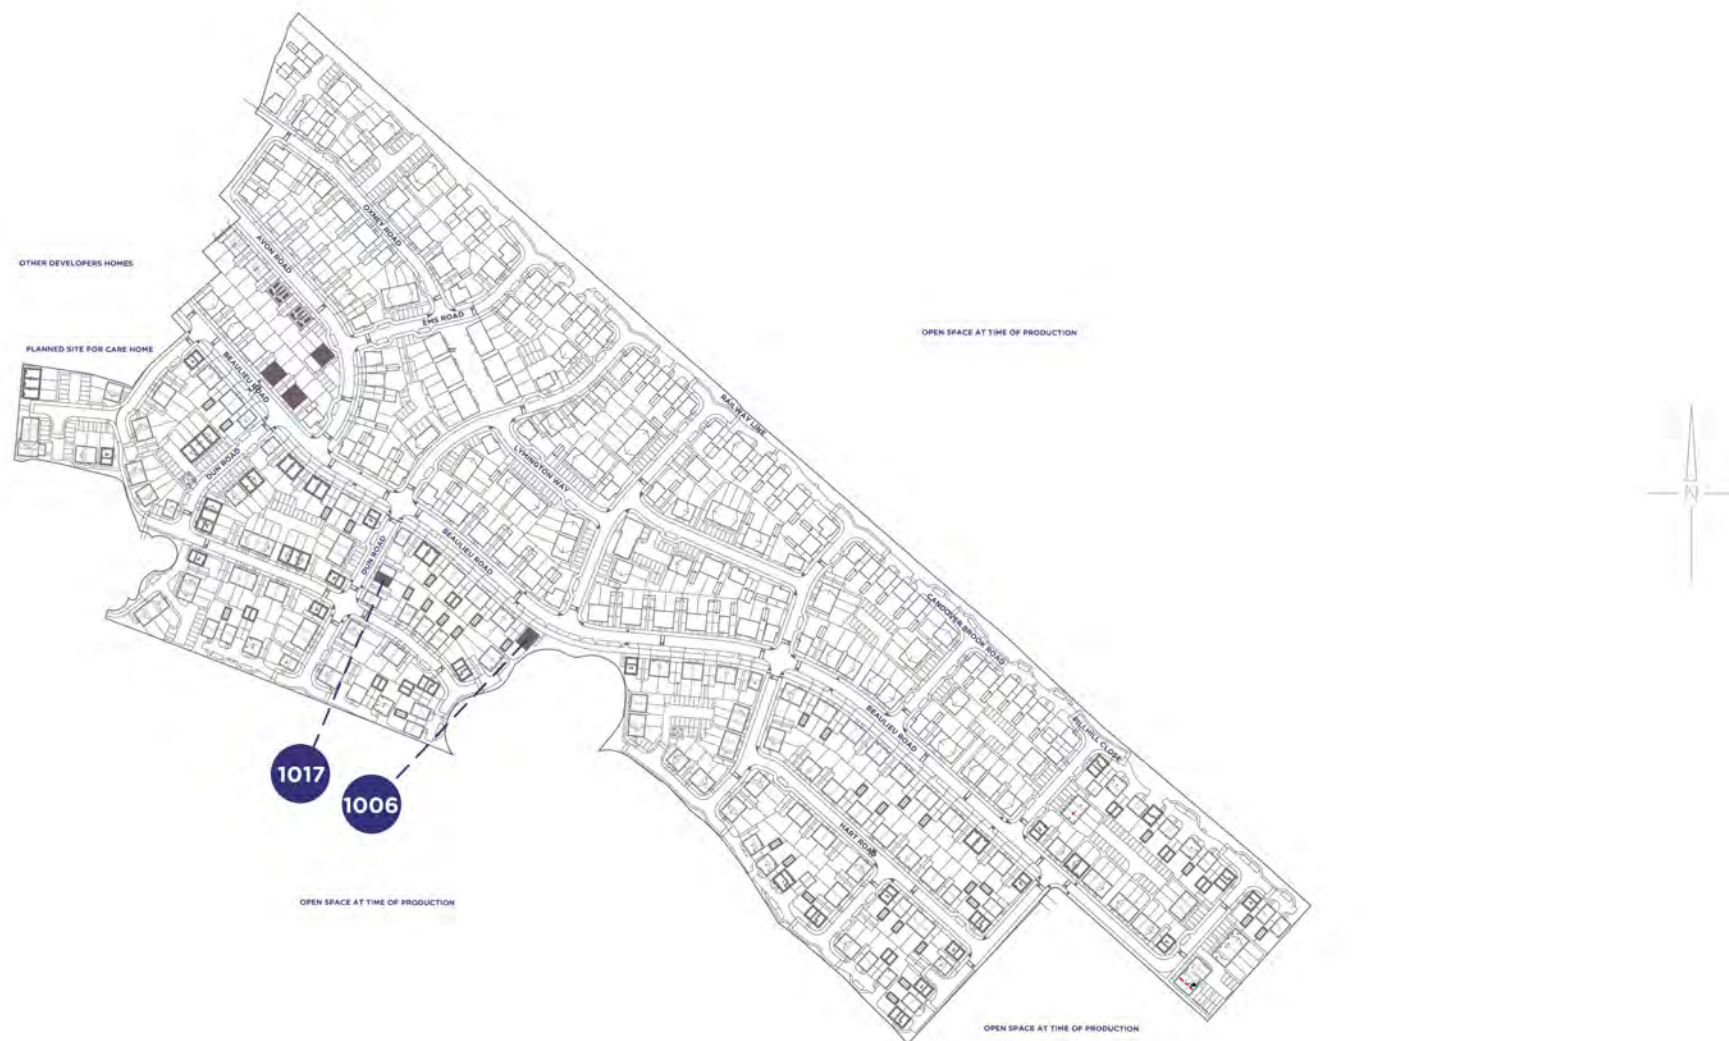 OXNEY ROAD
AVON ROAD
OTHER DEVELOPERS HOMES
EMS ROAD
OPEN SPACE AT TIME OF PRODUCTION
PLANNED SITE FOR CARE HOME
BEAULIEU ROAD
RAILWAY LINE
DUN ROAD
LYMINGTON WAY
N
BEAULIEU ROAD
DUN ROAD
CANDOVER BROOK ROAD
BEAULIEU ROAD
PILLHILL CLOSE
1017
1006
HART ROAD
OPEN SPACE AT TIME OF PRODUCTION
OPEN SPACE AT TIME OF PRODUCTION